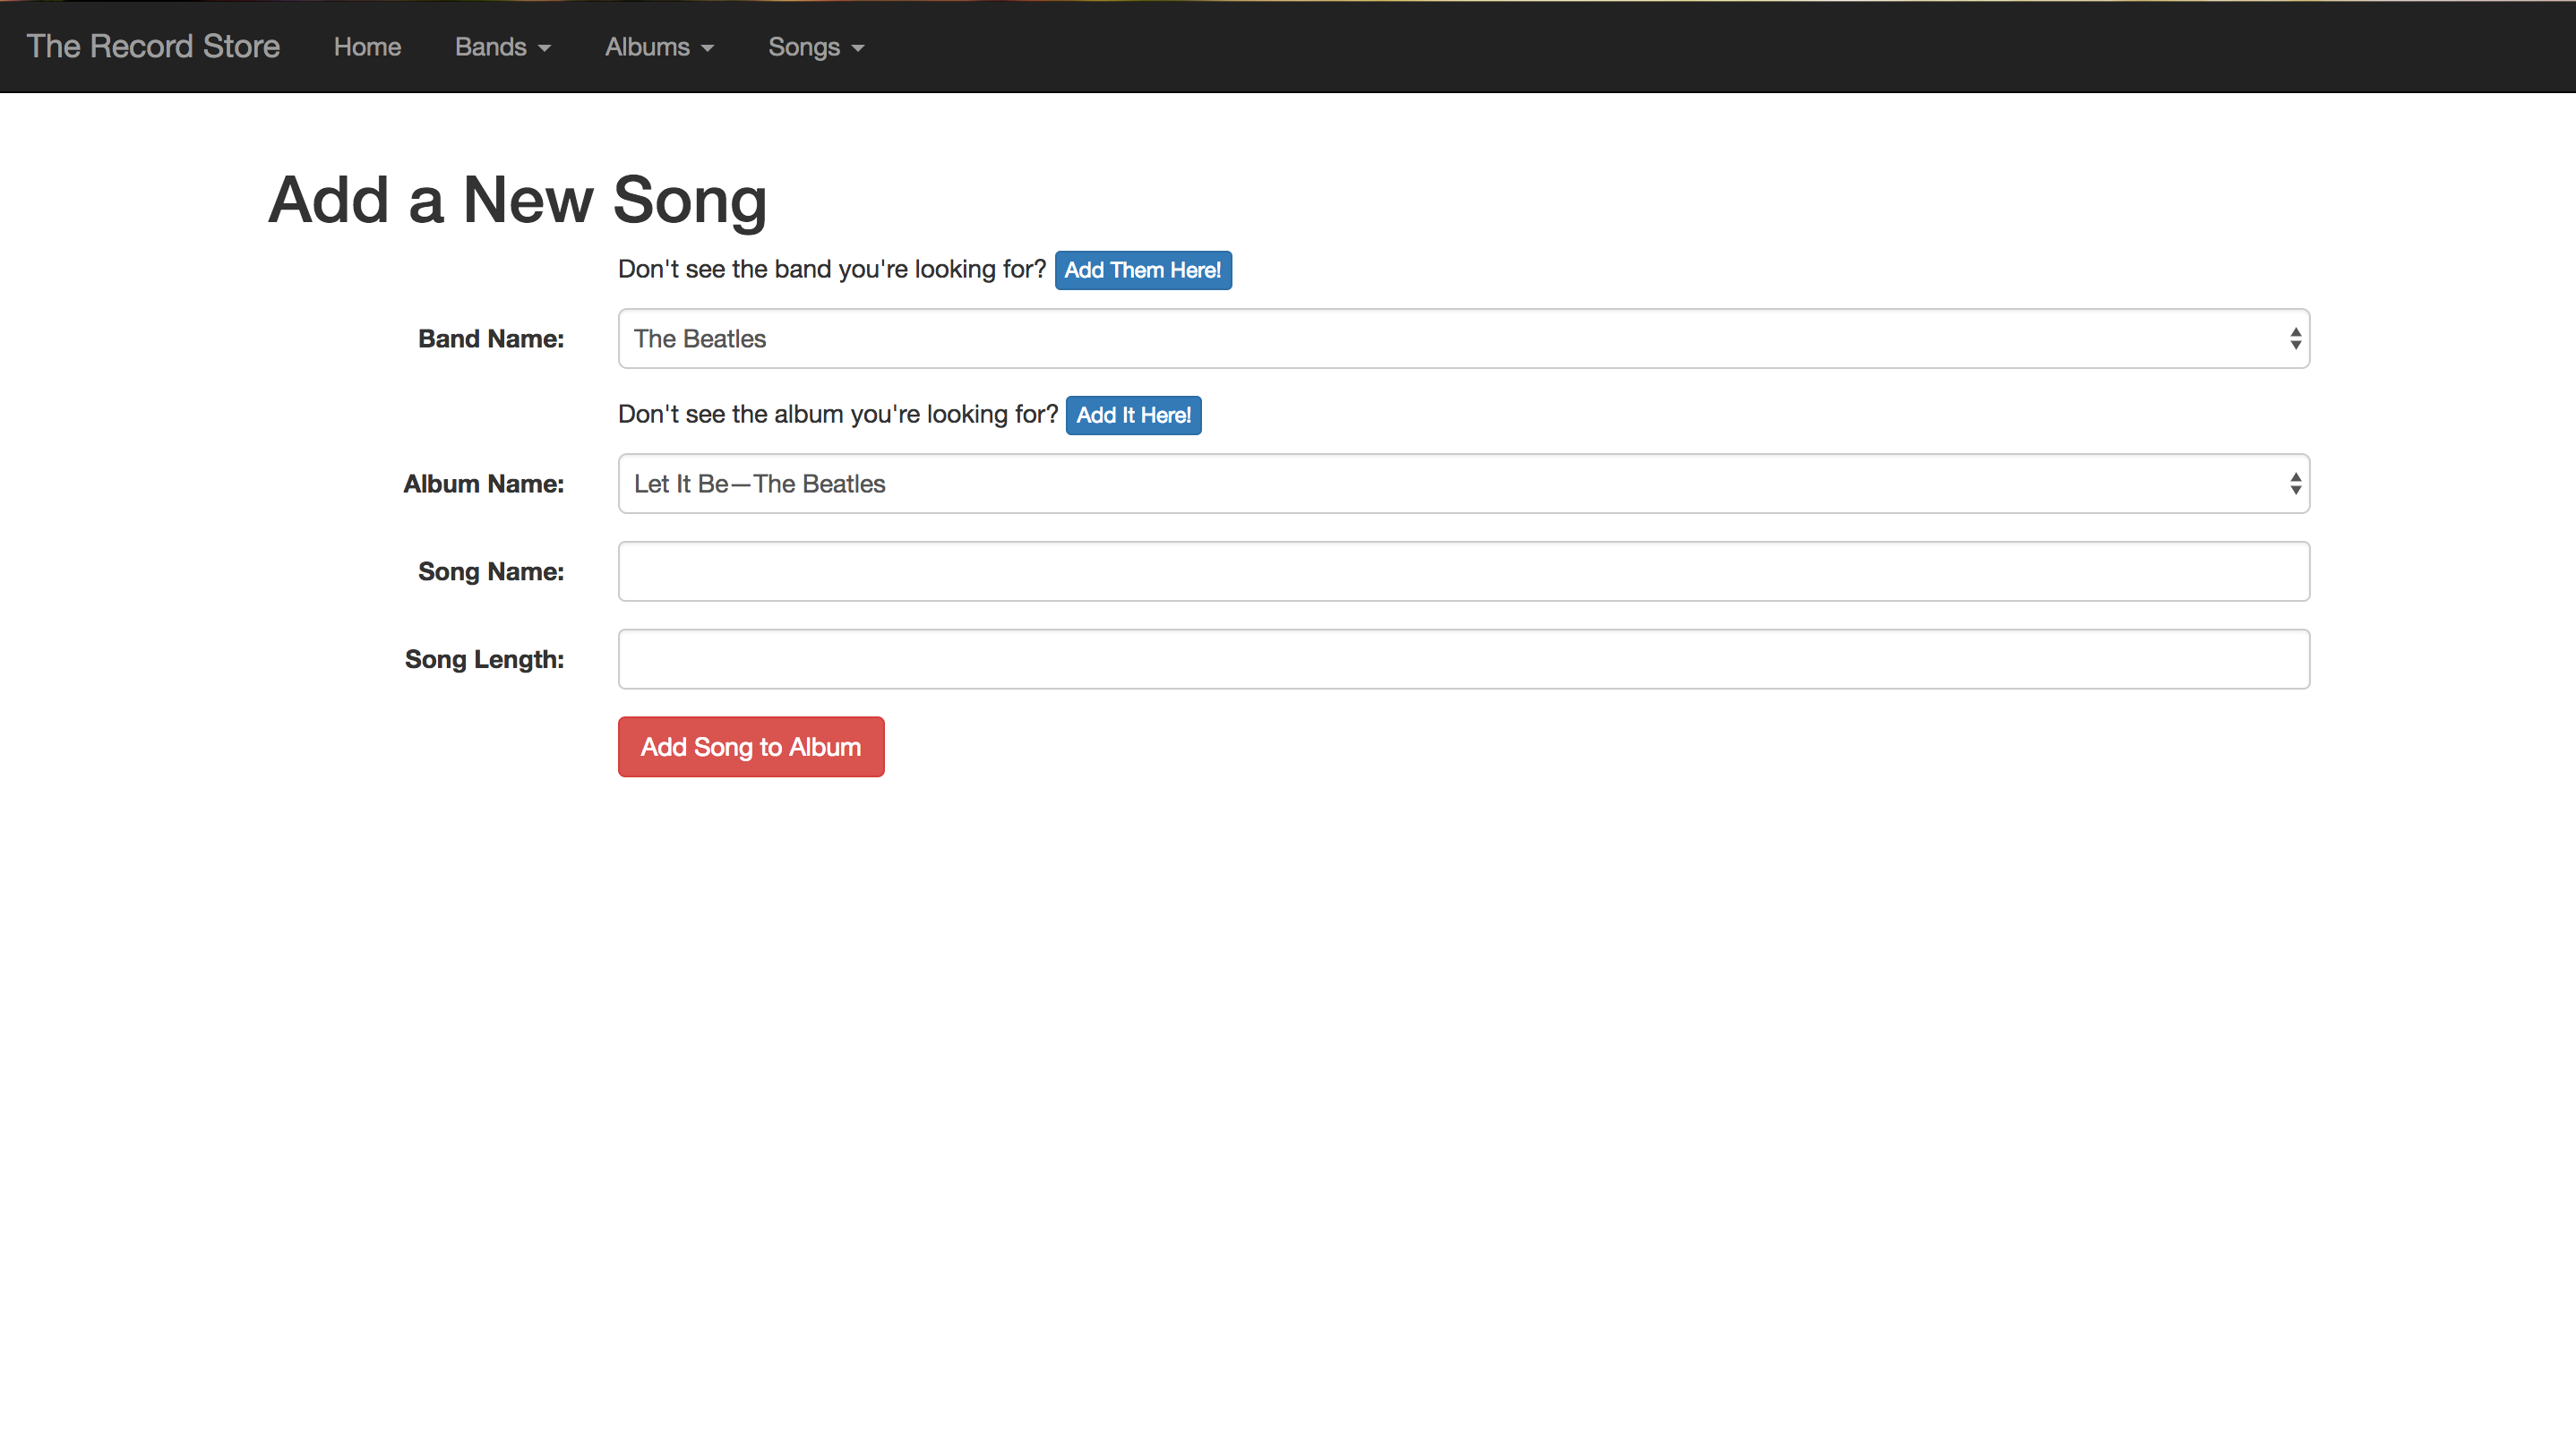 The Record Store Home Bands Albums Songs
Add a New Song
Don't see the band you're looking for? Add Them Here!
Band Name: The Beatles
Don't see the album you're looking for? Add It Here!
Album Name: Let It Be—The Beatles
Song Name:
Song Length:
Add Song to Album